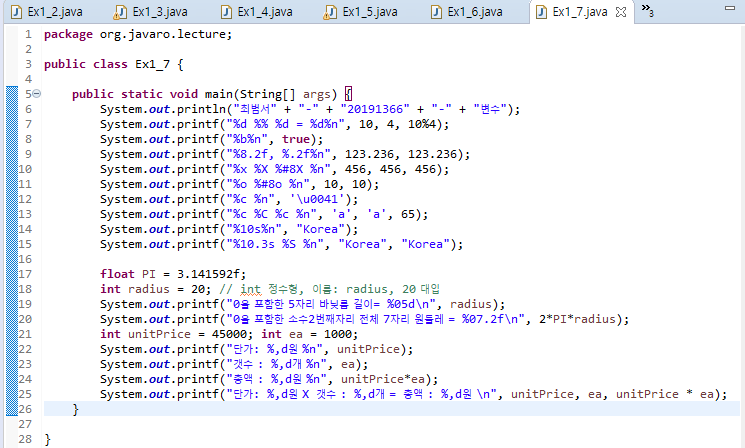 Ex1_2.java Ex1_3.java Ex1_4.java Ex1_5.java Ex1_6.java Ex1_7.java »3
1 package org.javaro.lecture;
2
3 public class Ex1_7 {
4
5 public static void main(String[] args) {
6 System.out.println("최범서" + "-" + "20191366" + "-" + "변수");
7 System.out.printf("%d %% %d = %d%n", 10, 4, 10%4);
8 System.out.printf("%b%n", true);
9 System.out.printf("%8.2f, %.2f%n", 123.236, 123.236);
10 System.out.printf("%x %X %#8X %n", 456, 456, 456);
11 System.out.printf("%o %#8o %n", 10, 10);
12 System.out.printf("%c %n", '\u0041');
13 System.out.printf("%c %C %c %n", 'a', 'a', 65);
14 System.out.printf("%10s%n", "Korea");
15 System.out.printf("%10.3s %S %n", "Korea", "Korea");
16
17 float PI = 3.141592f;
18 int radius = 20; // int 정수형, 이름: radius, 20 대입
19 System.out.printf("0을 포함한 5자리 바닞름 길이= %05d\n", radius);
20 System.out.printf("0을 포함한 소수2번째자리 전체 7자리 원둘레 = %07.2f\n", 2*PI*radius);
21 int unitPrice = 45000; int ea = 1000;
22 System.out.printf("단가: %,d원 %n", unitPrice);
23 System.out.printf("갯수 : %,d개 %n", ea);
24 System.out.printf("총액 : %,d원 %n", unitPrice*ea);
25 System.out.printf("단가: %,d원 X 갯수 : %,d개 = 총액 : %,d원 \n", unitPrice, ea, unitPrice * ea);
26 }
27
28 }